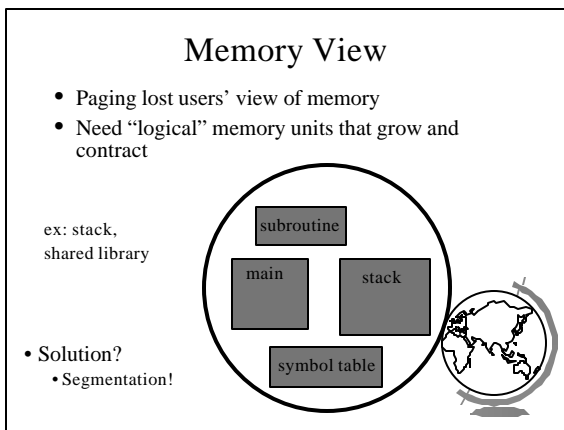 Memory View
• Paging lost users' view of memory
• Need "logical" memory units that grow and
contract
ex: stack,
shared library
subroutine
main
stack
symbol table
• Solution?
• Segmentation!